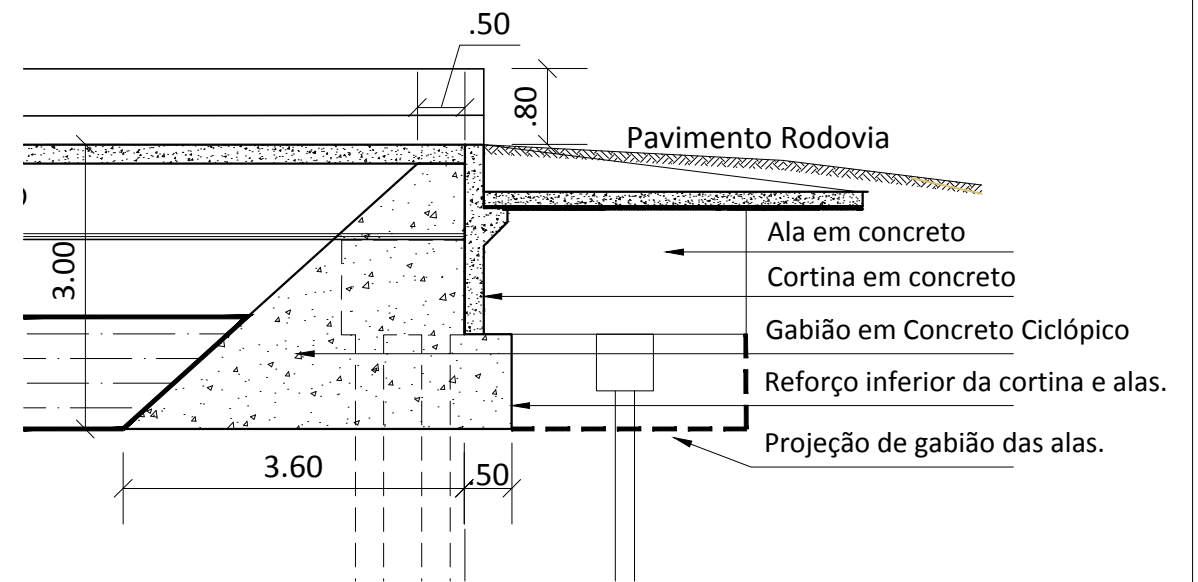 .50
.80
Pavimento Rodovia
3.00
Ala em concreto
Cortina em concreto
Gabião em Concreto Ciclópico
Reforço inferior da cortina e alas.
Projeção de gabião das alas.
3.60
.50